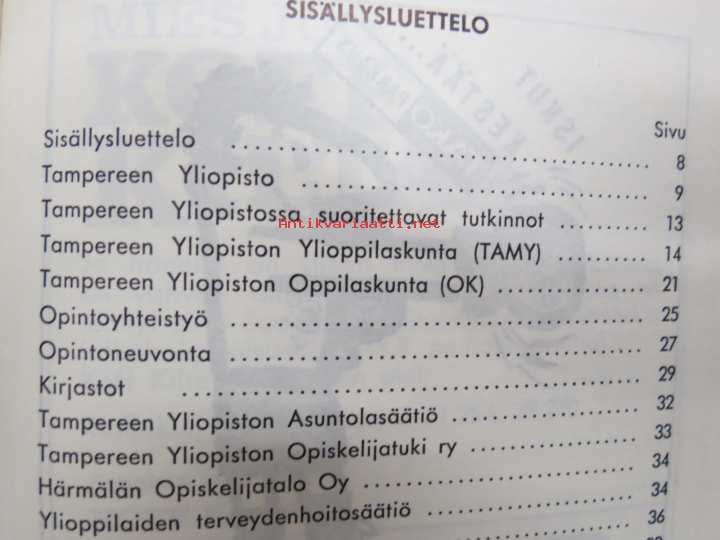 SISÄLLYSLUETTELO
Sivu
Sisällysluettelo ........................................ 8
Tampereen Yliopisto ................................ 9
Tampereen Yliopistossa suoritettavat tutkinnot .......... 13
Antikvariaatti.net
Tampereen Yliopiston Ylioppilaskunta (TAMY) .......... 14
Tampereen Yliopiston Oppilaskunta (OK) ................ 21
Opintoyhteistyö ........................................ 25
Opintoneuvonta ........................................ 27
Kirjastot ............................................. 29
Tampereen Yliopiston Asuntolasäätiö .................... 32
Tampereen Yliopiston Opiskelijatuki ry .................. 33
Härmälän Opiskelijatalo Oy ............................ 34
Ylioppilaiden terveydenhoitosäätiö ...................... 34
36